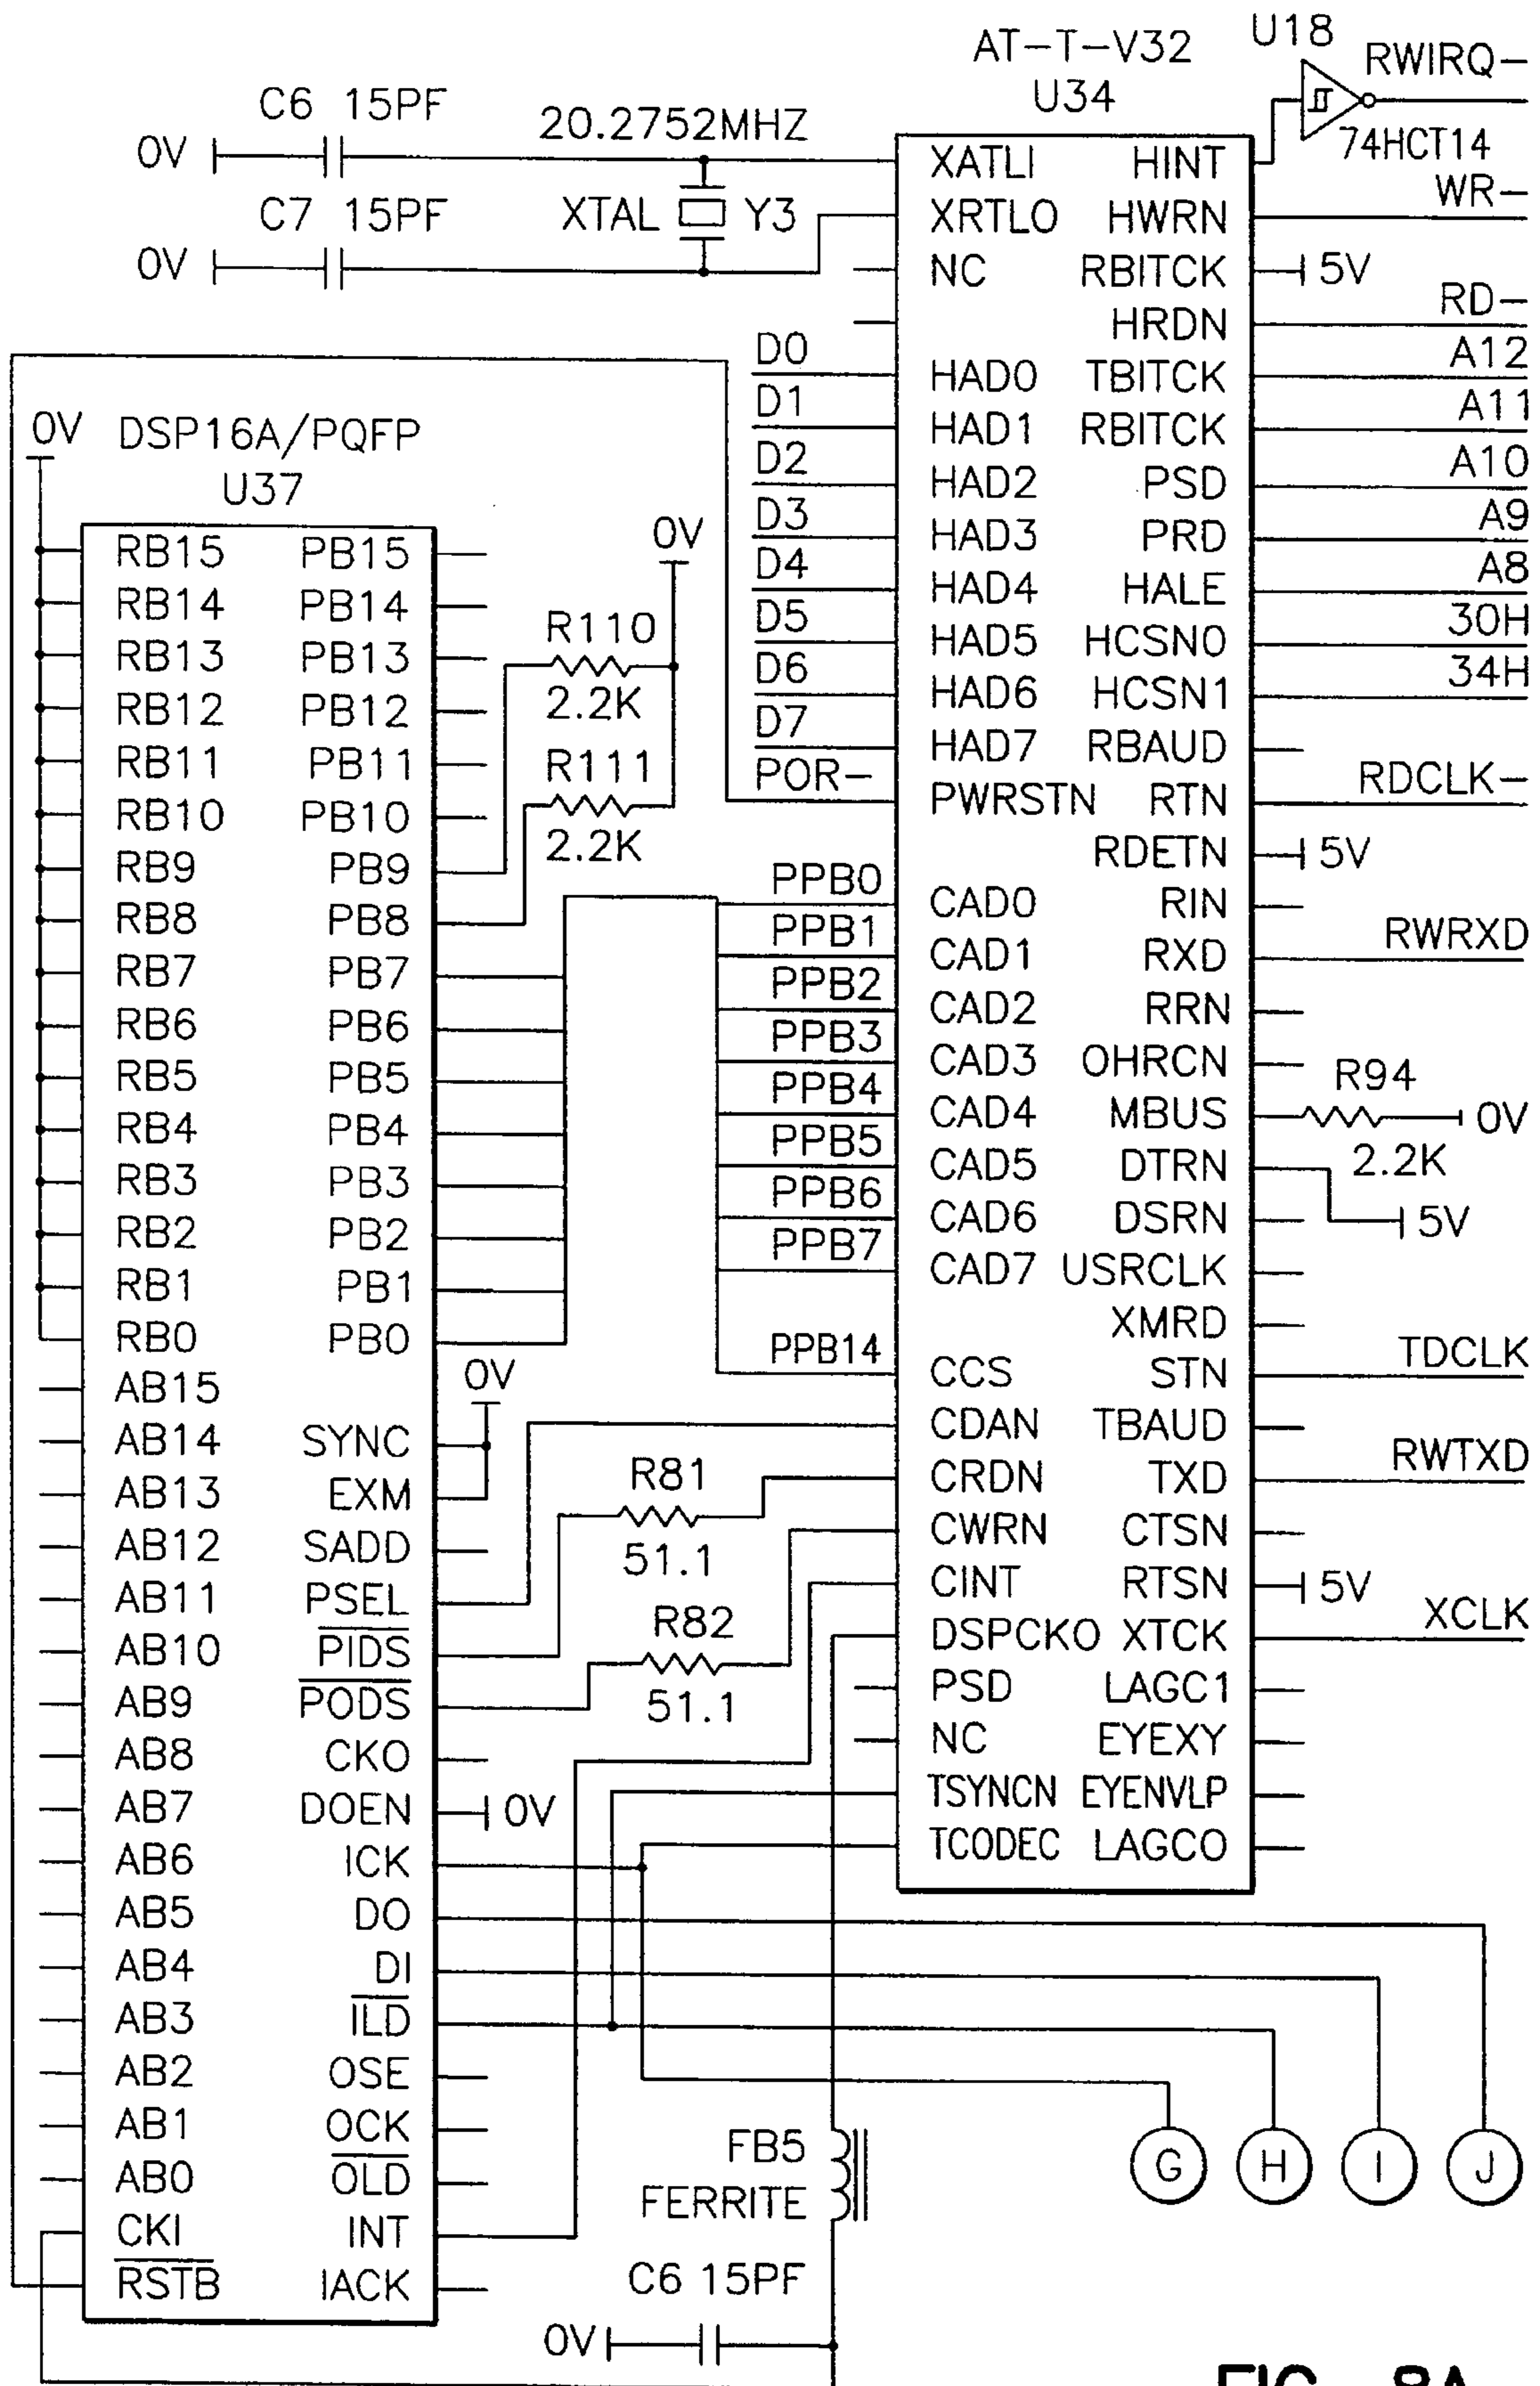 AT-T-V32 U18 RWIRQ-
C6 15PF U34
20.2752MHZ
0V XATLI HINT 74HCT14
WR-
C7 15PF XTAL Y3 XRTLO HWRN
0V NC RBITCK 5V
RD-
HRDN
D0 A12
HAD0 TBITCK
D1 A11
0V DSP16A/PQFP HAD1 RBITCK
D2 A10
U37 HAD2 PSD
D3 A9
0V HAD3 PRD
RB15 PB15
D4 A8
RB14 PB14 HAD4 HALE
R110 D5 30H
RB13 PB13 HAD5 HCSN0
D6 34H
RB12 PB12 2.2K HAD6 HCSN1
D7
RB11 PB11 R111 HAD7 RBAUD
POR- RDCLK-
RB10 PB10 PWRSTN RTN
2.2K
RB9 PB9 RDETN 5V
PPB0
RB8 PB8 CAD0 RIN
PPB1 RWRXD
RB7 PB7 CAD1 RXD
PPB2
RB6 PB6 CAD2 RRN
PPB3
RB5 PB5 CAD3 OHRCN R94
PPB4
RB4 PB4 CAD4 MBUS 0V
PPB5
RB3 PB3 CAD5 DTRN 2.2K
PPB6
RB2 PB2 CAD6 DSRN 5V
PPB7
RB1 PB1 CAD7 USRCLK
RB0 PB0 XMRD
PPB14 TDCLK
AB15 0V CCS STN
AB14 SYNC CDAN TBAUD
RWTXD
AB13 EXM R81 CRDN TXD
AB12 SADD 51.1 CWRN CTSN
AB11 PSEL CINT RTSN 5V
R82 XCLK
AB10 PIDS DSPCKO XTCK
AB9 PODS 51.1 PSD LAGC1
AB8 CKO NC EYEXY
AB7 DOEN 0V TSYNCN EYENVLP
AB6 ICK TCODEC LAGCO
AB5 DO
AB4 DI
AB3 ILD
AB2 OSE
AB1 OCK FB5 G H I J
AB0 OLD FERRITE
CKI INT
RSTB IACK C6 15PF
0V
FIG. 8A